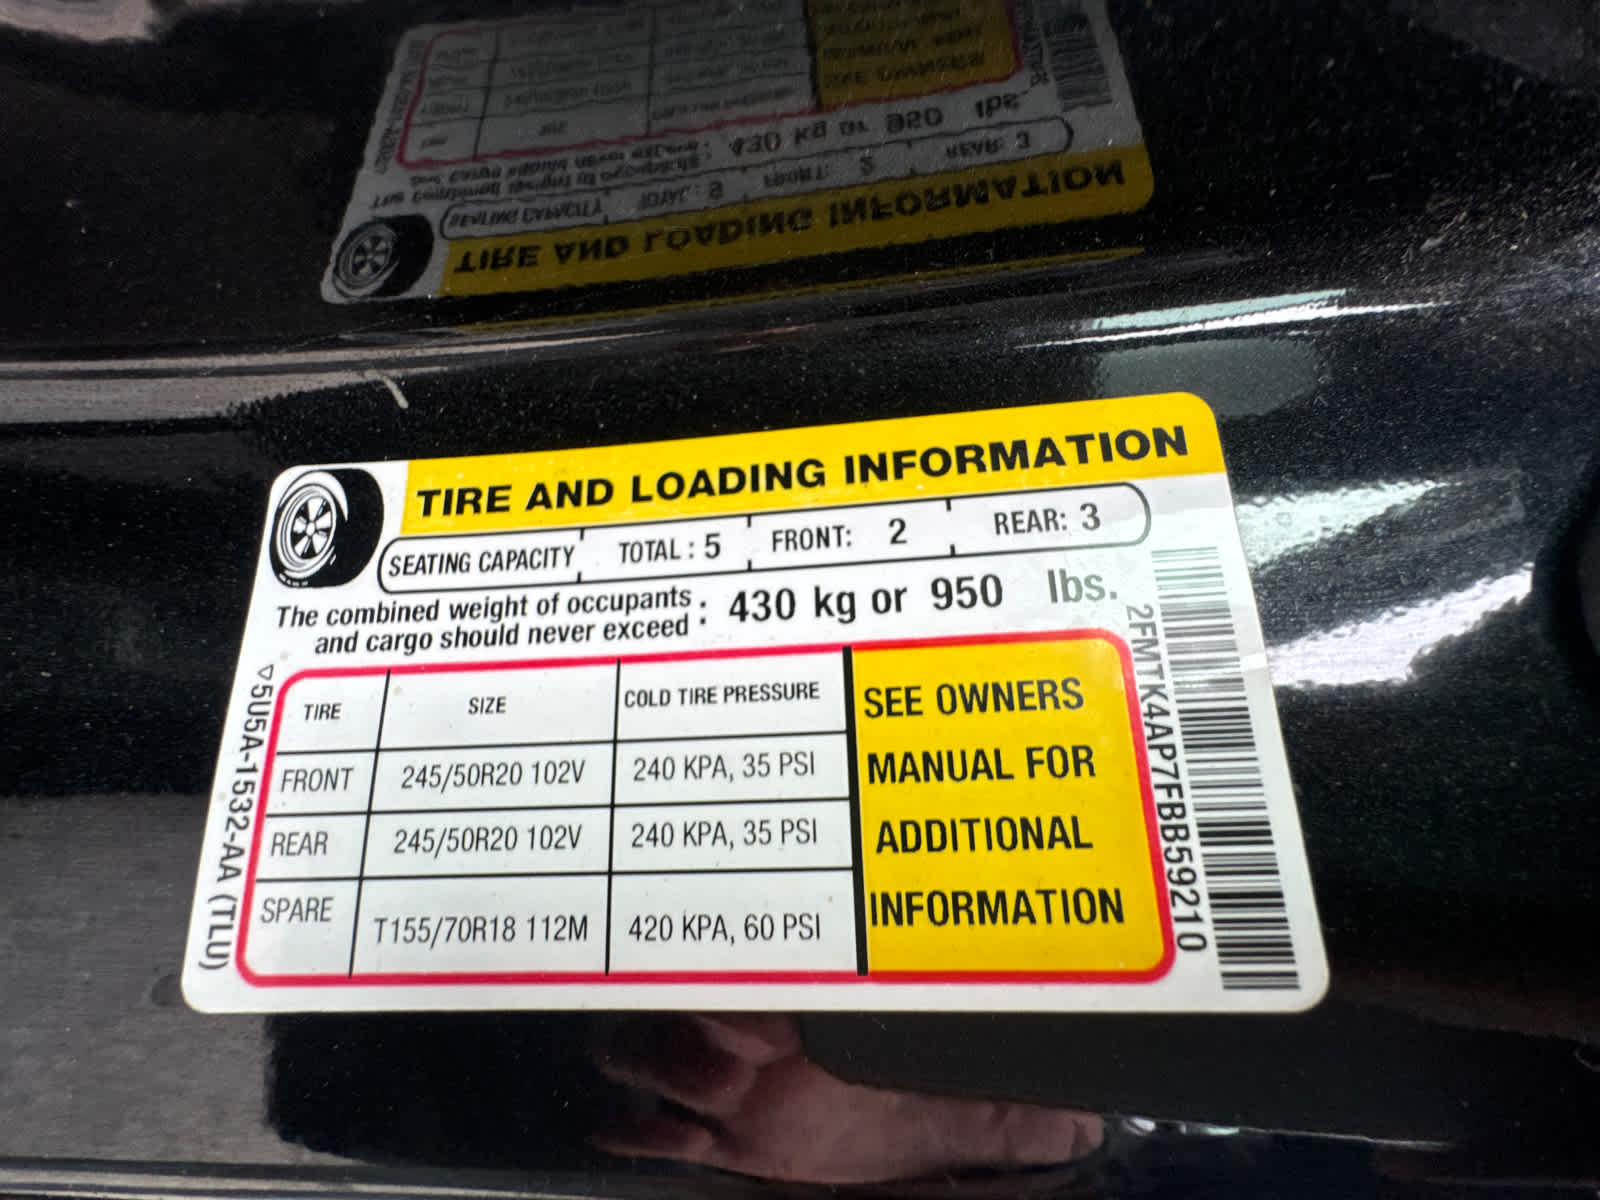 TIRE AND LOADING INFORMATION
SEATING CAPACITY TOTAL : 5 FRONT: 2 REAR: 3
The combined weight of occupants
and cargo should never exceed : 430 kg or 950 lbs.
TIRE SIZE COLD TIRE PRESSURE
FRONT 245/50R20 102V 240 KPA, 35 PSI
REAR 245/50R20 102V 240 KPA, 35 PSI
SPARE T155/70R18 112M 420 KPA, 60 PSI
SEE OWNERS
MANUAL FOR
ADDITIONAL
INFORMATION
5U5A-1532-AA (TLU)
2FMTK4AP7FBB59210